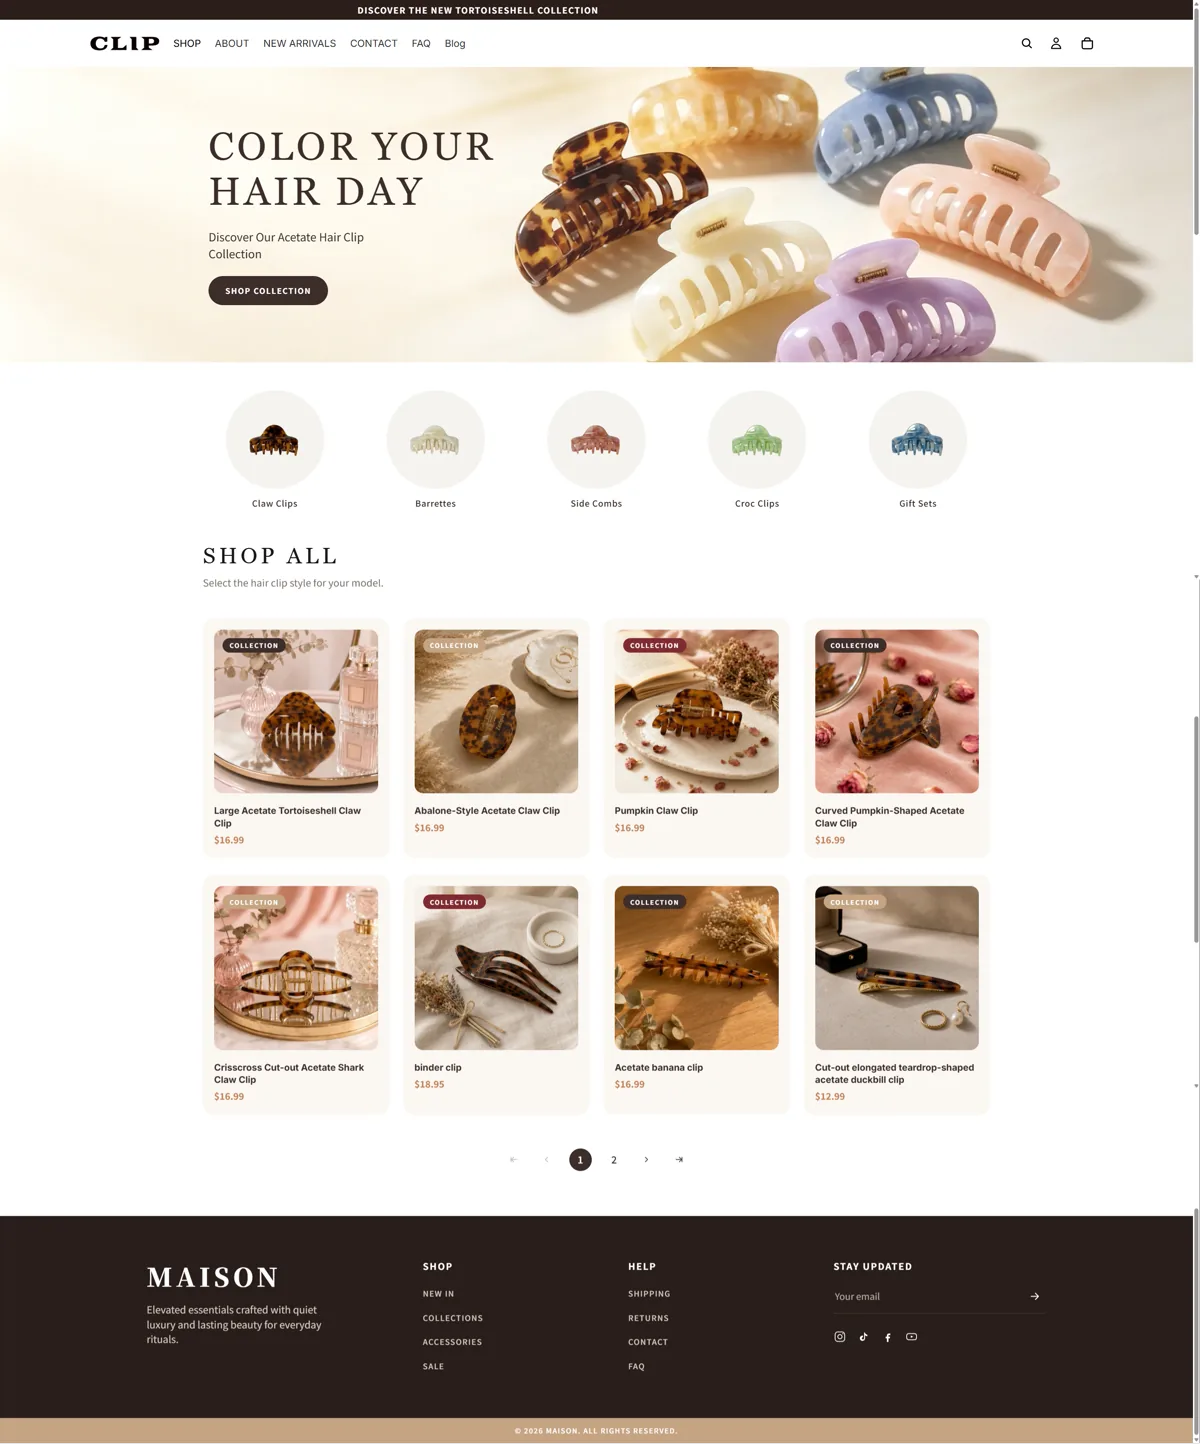 DISCOVER THE NEW TORTOISESHELL COLLECTION
CLIP SHOP ABOUT NEW ARRIVALS CONTACT FAQ Blog
COLOR YOUR
HAIR DAY
Discover Our Acetate Hair Clip
Collection
SHOP COLLECTION
Claw Clips Barrettes Side Combs Croc Clips Gift Sets
SHOP ALL
Select the hair clip style for your model.
COLLECTION COLLECTION COLLECTION COLLECTION
Large Acetate Tortoiseshell Claw
Clip
$16.99
Abalone-Style Acetate Claw Clip
$16.99
Pumpkin Claw Clip
$16.99
Curved Pumpkin-Shaped Acetate
Claw Clip
$16.99
COLLECTION COLLECTION COLLECTION COLLECTION
Crisscross Cut-out Acetate Shark
Claw Clip
$16.99
binder clip
$18.95
Acetate banana clip
$16.99
Cut-out elongated teardrop-shaped
acetate duckbill clip
$12.99
1 2
MAISON
Elevated essentials crafted with quiet
luxury and lasting beauty for everyday
rituals.
SHOP
NEW IN
COLLECTIONS
ACCESSORIES
SALE
HELP
SHIPPING
RETURNS
CONTACT
FAQ
STAY UPDATED
Your email
© 2026 MAISON. ALL RIGHTS RESERVED.